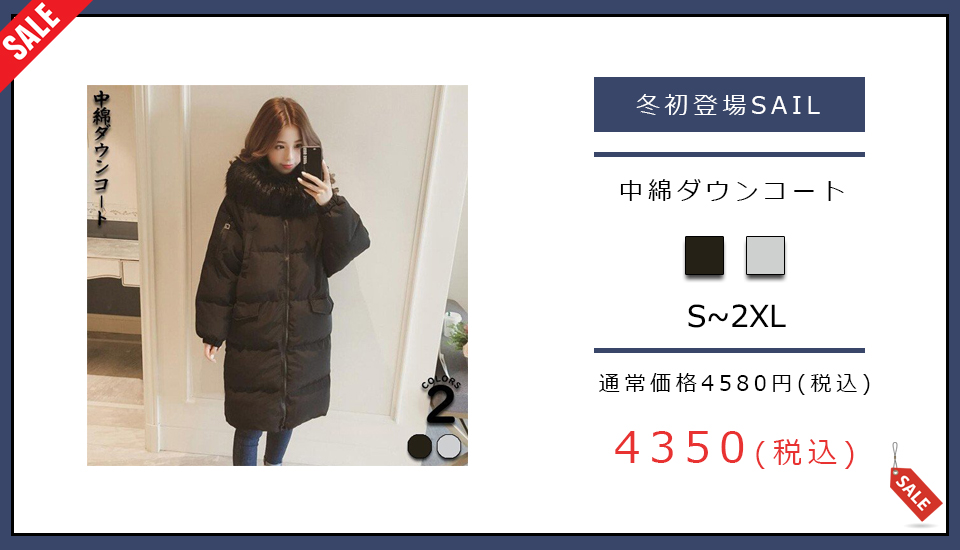 SALE
中綿ダウンコート
COLORS
2
冬初登場SAIL
中綿ダウンコート
S~2XL
通常価格4580円(税込)
4350(税込)
SALE